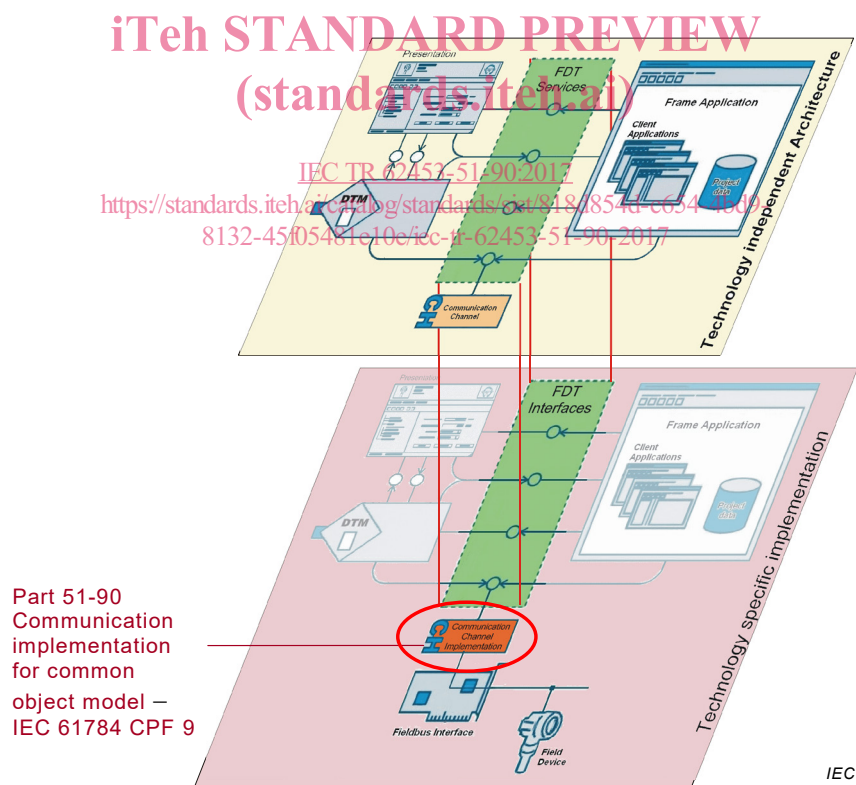 iTeh STANDARD PREVIEW
(standards.iteh.ai)
IEC TR 62453-51-90:2017
https://standards.iteh.ai/catalog/standards/sist/818d854d-c654-4bd9-
8132-45f05481e10c/iec-tr-62453-51-90-2017
Presentation
FDT
Services
Frame Application
Client
Applications
Project
data
DTM
CH
Communication
Channel
Technology independent Architecture
Presentation
FDT
Interfaces
Frame Application
Client
Applications
Project
data
DTM
CH
Communication
Channel
Implementation
Fieldbus Interface
Field
Device
Technology specific implementation
Part 51-90
Communication
implementation
for common
object model –
IEC 61784 CPF 9
IEC